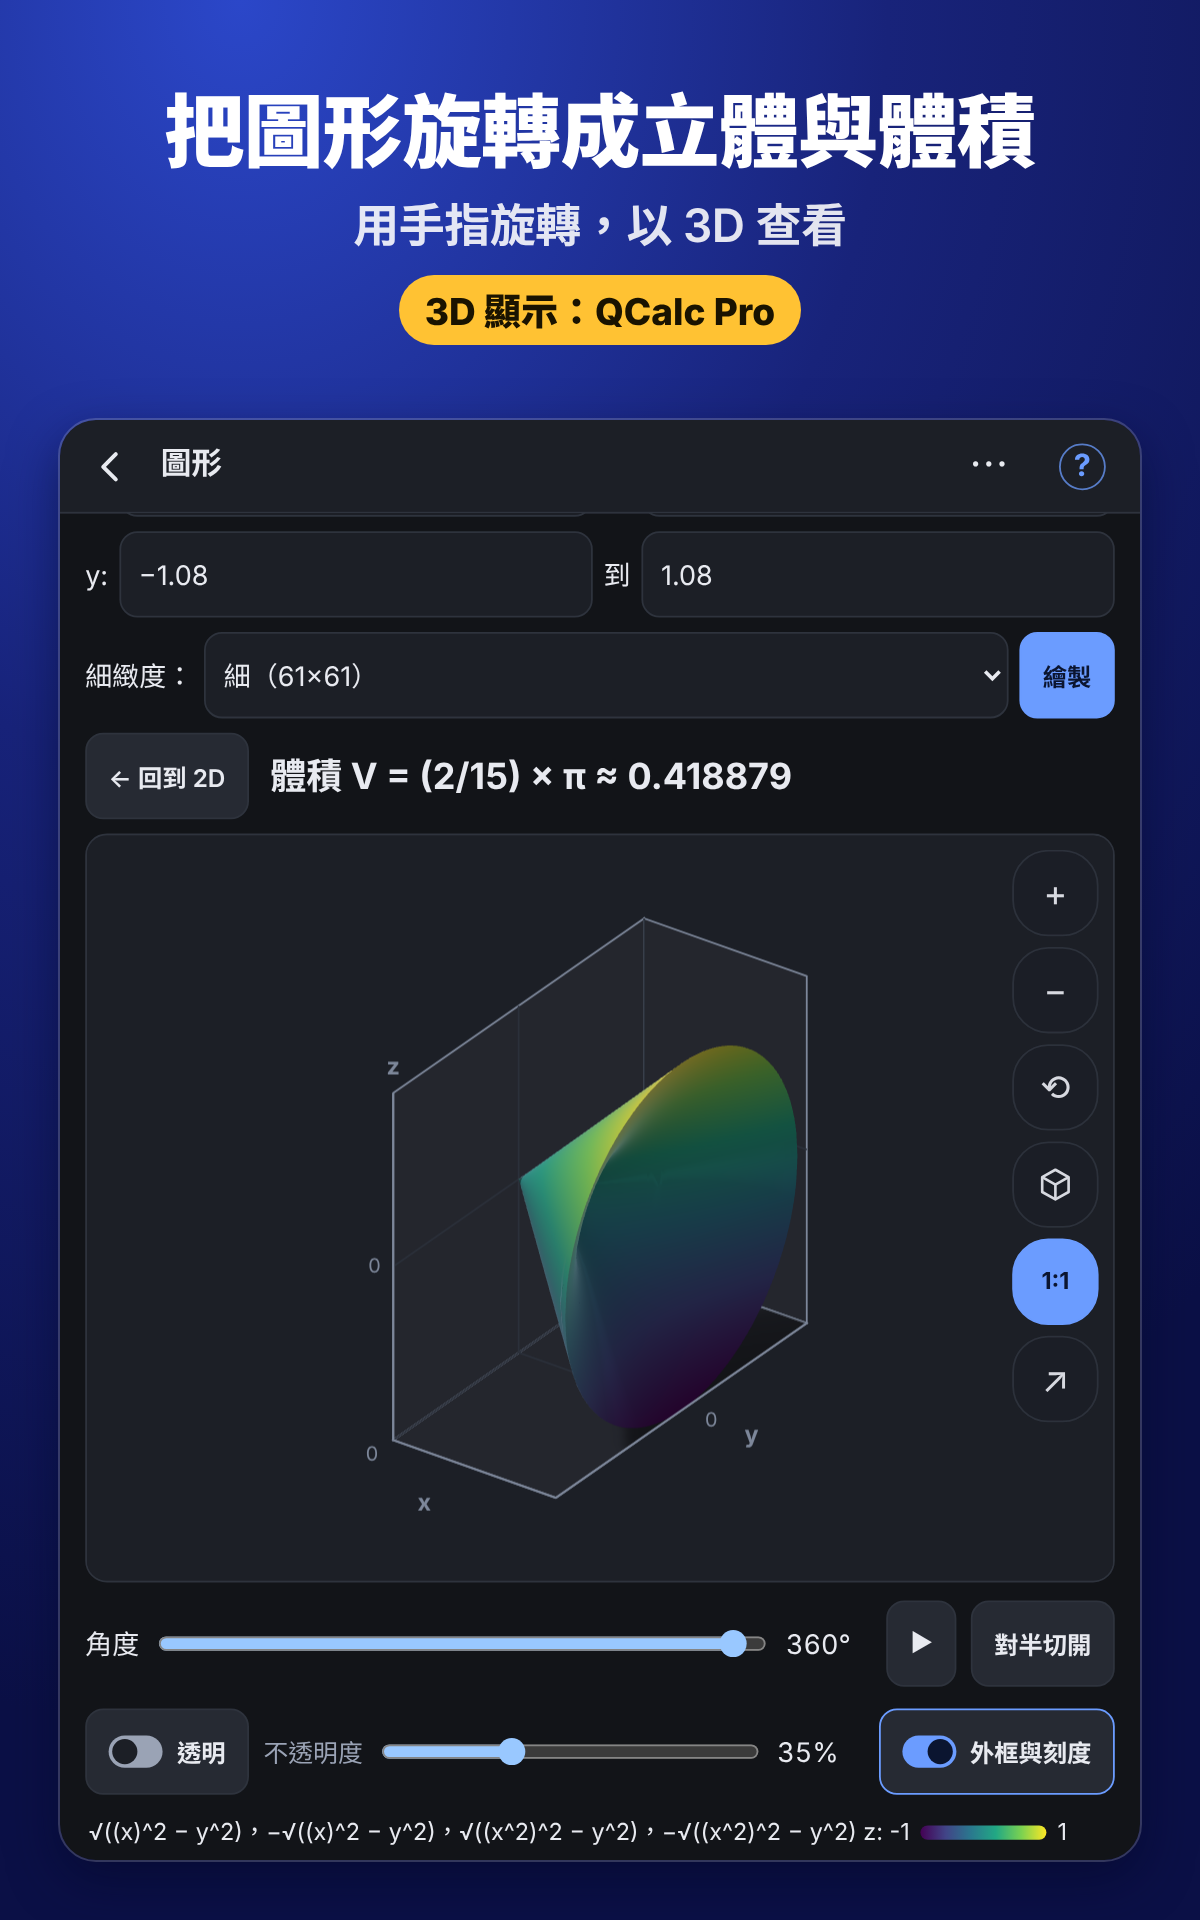 把圖形旋轉成立體與體積
用手指旋轉，以 3D 查看
3D 顯示：QCalc Pro
圖形
?
y: −1.08 到 1.08
細緻度： 細（61×61） 繪製
← 回到 2D 體積 V = (2/15) × π ≈ 0.418879
+
−
z
1:1
0
0
y
0
x
角度 360° 對半切開
透明 不透明度 35% 外框與刻度
√((x)^2 − y^2)，−√((x)^2 − y^2)，√((x^2)^2 − y^2)，−√((x^2)^2 − y^2) z: -1 1